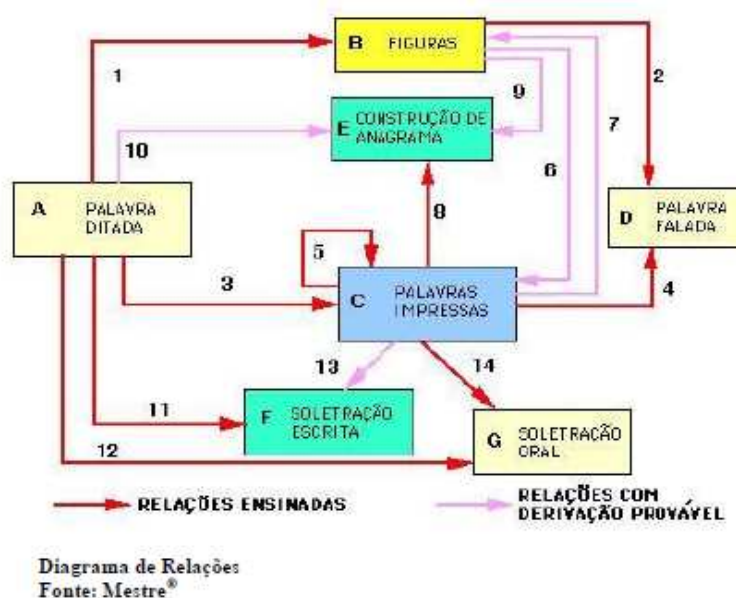 B FIGURAS
1
2
9
E CONSTRUÇÃO DE
ANAGRAMA
7
10
6
A PALAVRA
DITADA
8
D PALAVRA
FALADA
5
3
C PALAVRAS
IMPRESSAS
4
13
14
11
F SOLETRAÇÃO
ESCRITA
12
G SOLETRAÇÃO
ORAL
RELAÇÕES ENSINADAS
RELAÇÕES COM
DERIVAÇÃO PROVÁVEL
Diagrama de Relações
Fonte: Mestre®